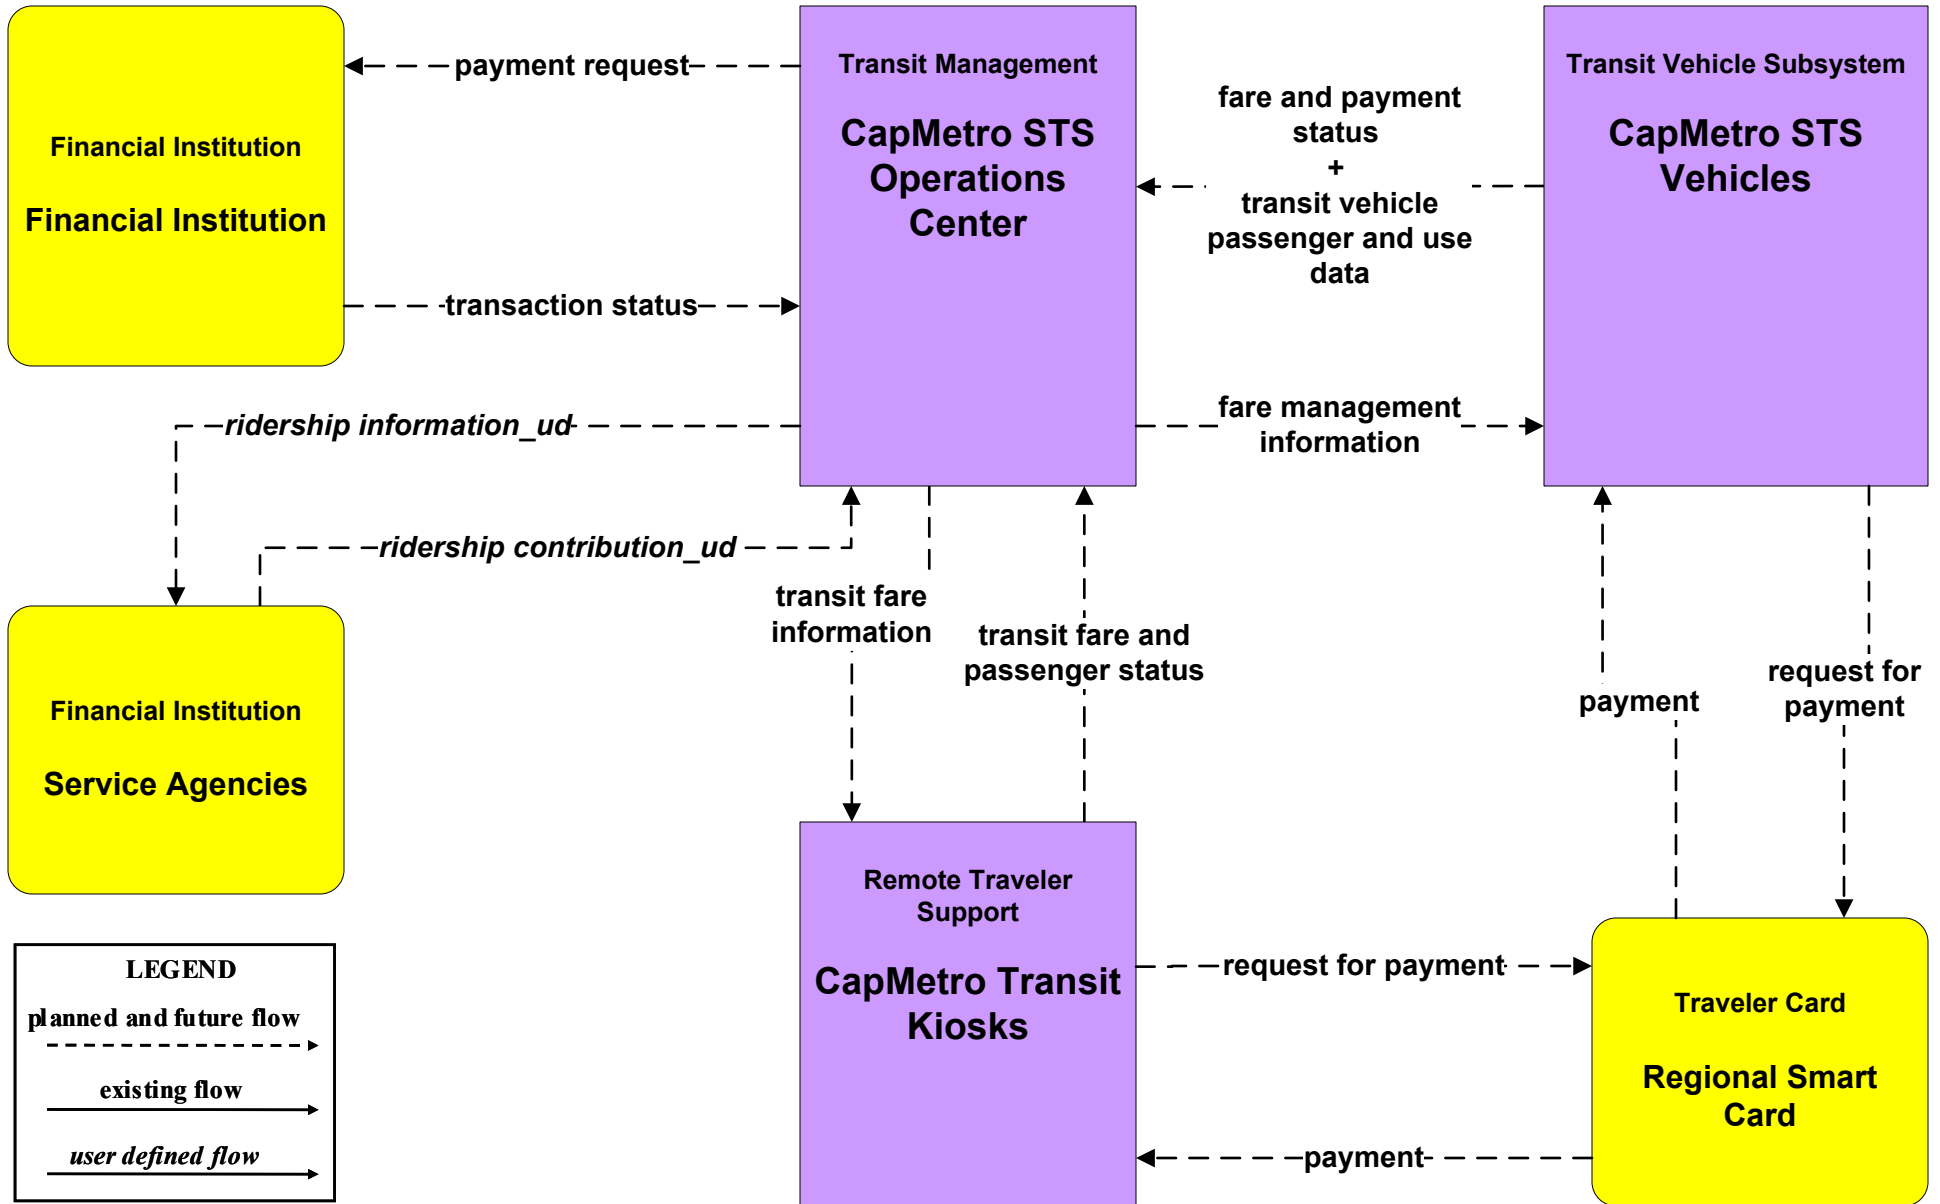 payment request
Financial Institution
Financial Institution
transaction status
Transit Management
CapMetro STS
Operations
Center
fare and payment
status
+
transit vehicle
passenger and use
data
Transit Vehicle Subsystem
CapMetro STS
Vehicles
ridership information_ud
fare management
information
ridership contribution_ud
transit fare
information
transit fare and
passenger status
payment
request for
payment
Financial Institution
Service Agencies
Remote Traveler
Support
CapMetro Transit
Kiosks
request for payment
payment
Traveler Card
Regional Smart
Card
LEGEND
planned and future flow
existing flow
user defined flow